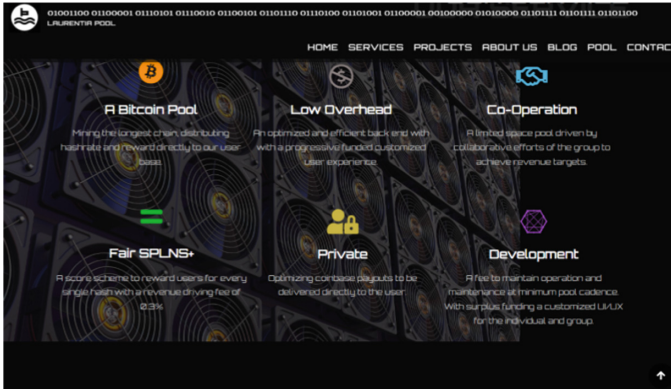 01001100 01100001 01110101 01110010 01100101 01101110 01110100 01101001 01100001 00100000 01010000 01101111 01101111 01101100
LAURENTIA POOL
HOME SERVICES PROJECTS ABOUT US BLOG POOL CONTAC
A Bitcoin Pool
Mining the longest chain, distributing
hashrate and reward directly to our user
base.
Low Overhead
An optimized and efficient back end with
with a progressive funded customized
user experience.
Co-Operation
A limited space pool driven by
collaborative efforts of the group to
achieve revenue targets.
Fair SPLNS+
A score scheme to reward users for every
single hash with a revenue driving fee of
0.3%
Private
Optimizing coinbase payouts to be
delivered directly to the user.
Development
A fee to maintain operation and
maintenance at minimum pool cadence.
With surplus funding a customized UI/UX
for the individual and group.